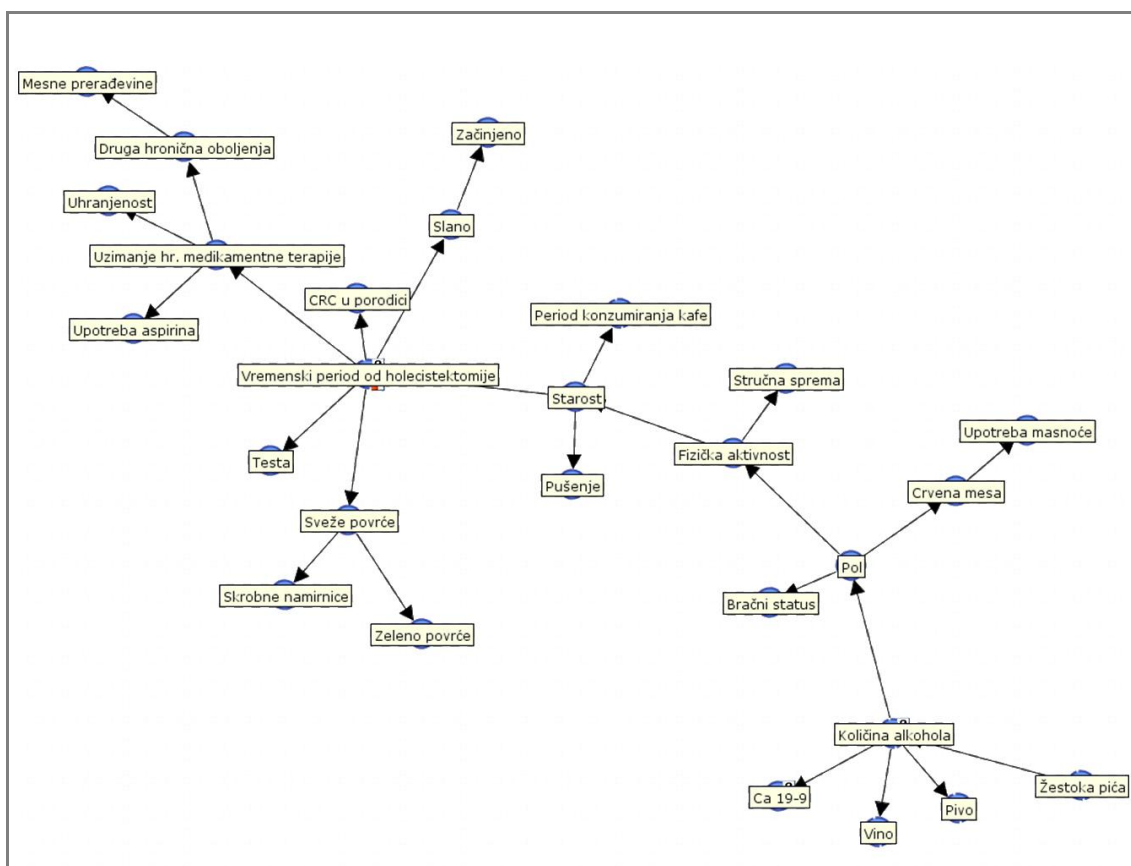 Mesne prerađevine
Začinjeno
Druga hronična oboljenja
Uhranjenost
Slano
Uzimanje hr. medikamentne terapije
CRC u porodici
Period konzumiranja kafe
Upotreba aspirina
Vremenski period od holecistektomije
Stručna sprema
Starost
Upotreba masnoće
Fizička aktivnost
Testa
Pušenje
Crvena mesa
Sveže povrće
Pol
Skrobne namirnice
Bračni status
Zeleno povrće
Količina alkohola
Žestoka pića
Ca 19-9
Pivo
Vino